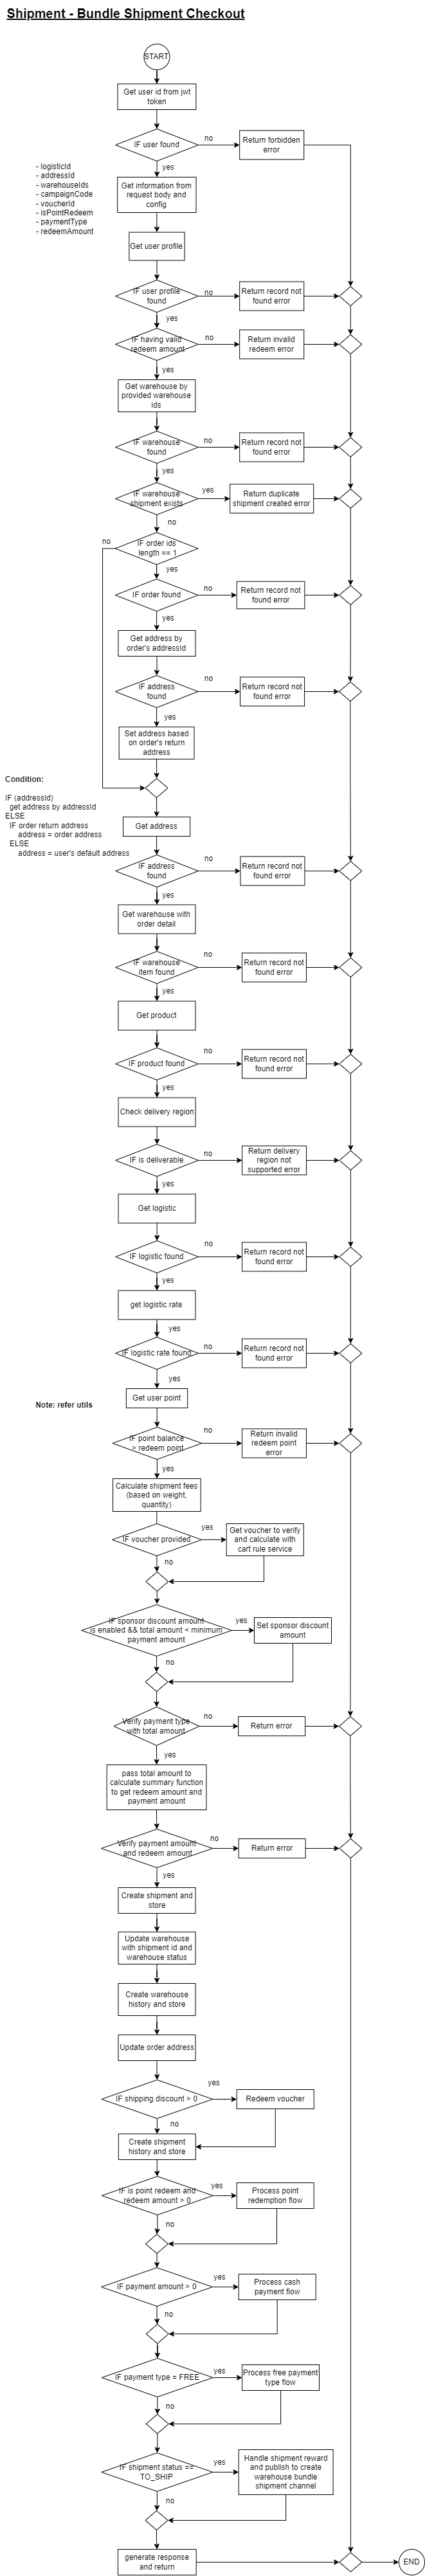 Shipment - Bundle Shipment Checkout
START
Get user id from jwt
token
IF user found
no
Return forbidden
error
yes
- logisticId
- addressId
- warehouseIds
- campaignCode
- voucherId
- isPointRedeem
- paymentType
- redeemAmount
Get information from
request body and
config
Get user profile
IF user profile
found
no
Return record not
found error
yes
IF having valid
redeem amount
no
Return invalid
redeem error
yes
Get warehouse by
provided warehouse
ids
IF warehouse
found
no
Return record not
found error
yes
IF warehouse
shipment exists
yes
Return duplicate
shipment created error
no
no
IF order ids
length == 1
yes
IF order found
no
Return record not
found error
yes
Get address by
order's addressId
IF address
found
no
Return record not
found error
yes
Set address based
on order's return
address
Condition:
IF (addressId)
get address by addressId
ELSE
IF order return address
address = order address
ELSE
address = user's default address
Get address
IF address
found
no
Return record not
found error
yes
Get warehouse with
order detail
IF warehouse
item found
no
Return record not
found error
yes
Get product
IF product found
no
Return record not
found error
yes
Check delivery region
IF is deliverable
no
Return delivery
region not
supported error
yes
Get logistic
IF logistic found
no
Return record not
found error
yes
get logistic rate
yes
IF logistic rate found
no
Return record not
found error
yes
Get user point
Note: refer utils
IF point balance
> redeem point
no
Return invalid
redeem point
error
yes
Calculate shipment fees
(based on weight,
quantity)
IF voucher provided
yes
Get voucher to verify
and calculate with
cart rule service
no
IF sponsor discount amount
is enabled && total amount < minimum
payment amount
yes
Set sponsor discount
amount
no
Verify payment type
with total amount
no
Return error
yes
pass total amount to
calculate summary function
to get redeem amount and
payment amount
Verify payment amount
and redeem amount
no
Return error
yes
Create shipment and
store
Update warehouse
with shipment id and
warehouse status
Create warehouse
history and store
Update order address
IF shipping discount > 0
yes
Redeem voucher
no
Create shipment
history and store
IF is point redeem and
redeem amount > 0
yes
Process point
redemption flow
no
IF payment amount > 0
yes
Process cash
payment flow
no
IF payment type = FREE
yes
Process free payment
type flow
no
IF shipment status ==
TO_SHIP
yes
Handle shipment reward
and publish to create
warehouse bundle
shipment channel
no
generate response
and return
END